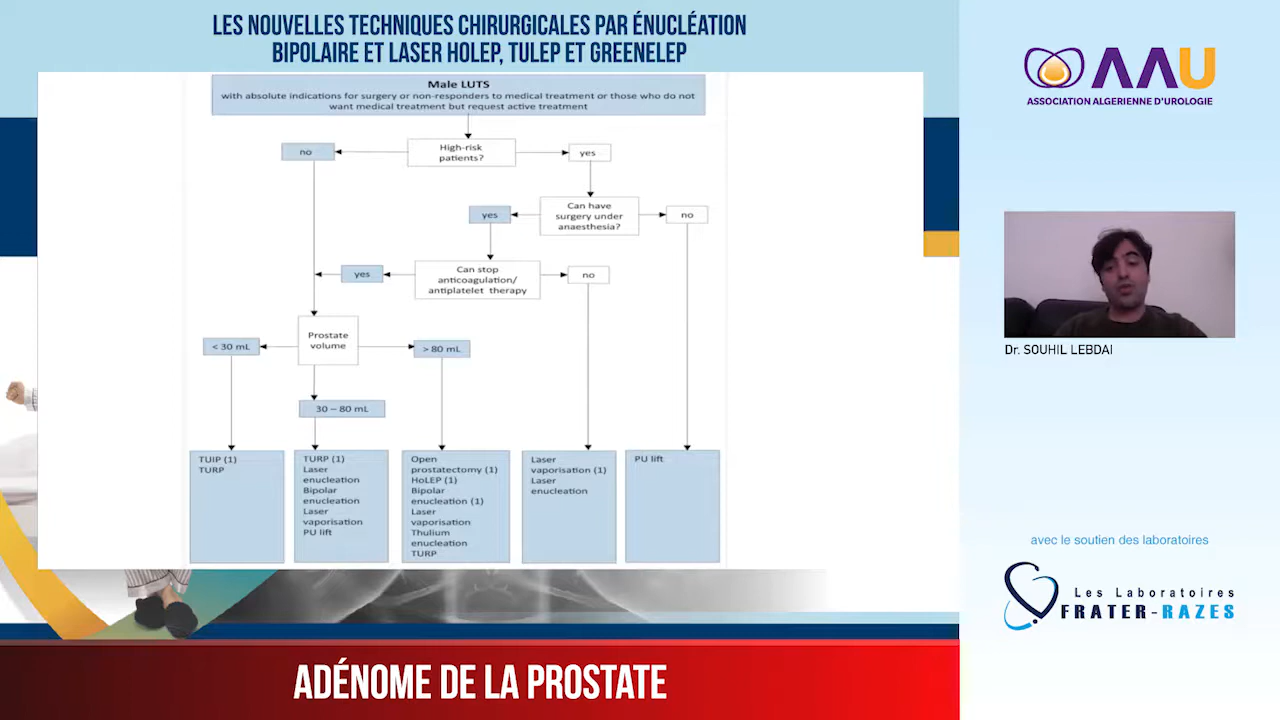 LES NOUVELLES TECHNIQUES CHIRURGICALES PAR ÉNUCLÉATION
BIPOLAIRE ET LASER HOLEP, TULEP ET GREENELEP
Male LUTS
with absolute indications for surgery or non-responders to medical treatment or those who do not
want medical treatment but request active treatment
no
High-risk
patients?
yes
yes
Can have
surgery under
anaesthesia?
no
yes
Can stop
anticoagulation/
antiplatelet therapy
no
< 30 mL
Prostate
volume
> 80 mL
30 – 80 mL
TUIP (1)
TURP
TURP (1)
Laser
enucleation
Bipolar
enucleation
Laser
vaporisation
PU lift
Open
prostatectomy (1)
HoLEP (1)
Bipolar
enucleation (1)
Laser
vaporisation
Thulium
enucleation
TURP
Laser
vaporisation (1)
Laser
enucleation
PU lift
ADÉNOME DE LA PROSTATE
AAU
ASSOCIATION ALGERIENNE D'UROLOGIE
Dr. SOUHIL LEBDAI
avec le soutien des laboratoires
Les Laboratoires
FRATER-RAZES